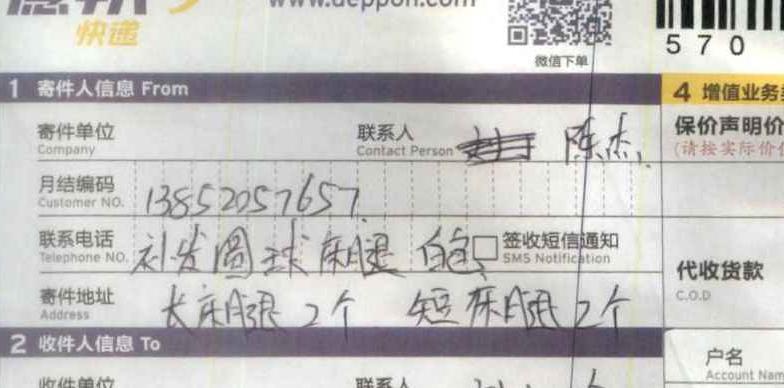 www.deppon.com
快递
微信下单
570
1 寄件人信息 From
4 增值业务
寄件单位
Company
联系人
Contact Person
陈杰
保价声明价
(请按实际价值
月结编码
Customer NO.
13852057657
联系电话
Telephone NO.
补发圆球床腿 白色
签收短信通知
SMS Notification
代收货款
C.O.D
寄件地址
Address
长床腿2个 短床腿2个
2 收件人信息 To
户名
Account Nam
收件单位
联系人